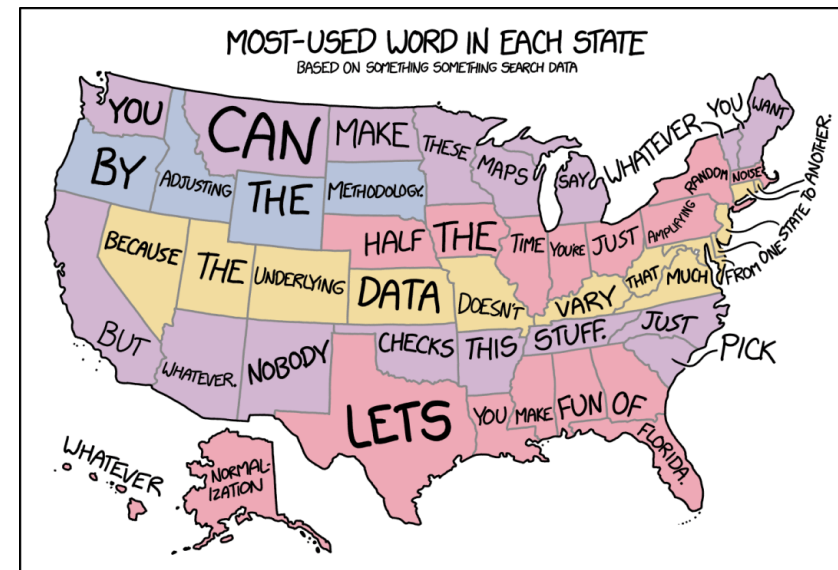 MOST-USED WORD IN EACH STATE
BASED ON SOMETHING SOMETHING SEARCH DATA
YOU CAN MAKE THESE MAPS SAY WHATEVER YOU WANT
BY ADJUSTING THE METHODOLOGY.
HALF THE TIME YOU'RE JUST AMPLIFYING RANDOM NOISE
BECAUSE THE UNDERLYING DATA DOESN'T VARY THAT MUCH FROM ONE STATE TO ANOTHER.
BUT WHATEVER. NOBODY CHECKS THIS STUFF. JUST PICK
WHATEVER NORMAL-
IZATION
LETS YOU MAKE FUN OF FLORIDA.